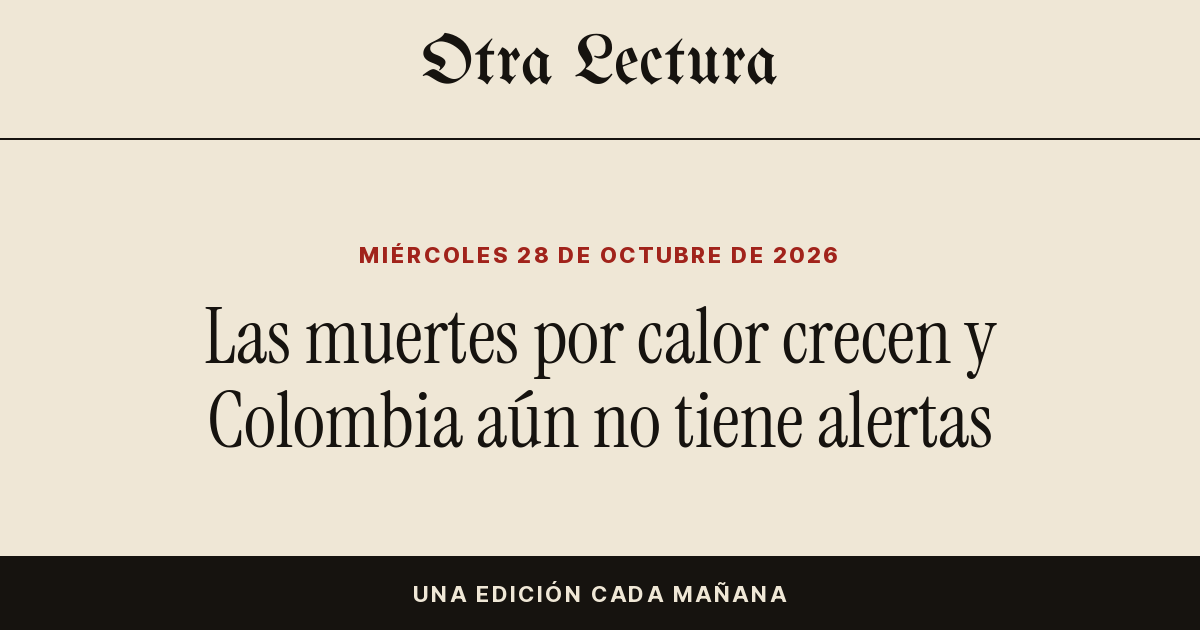 Otra Lectura
MIÉRCOLES 28 DE OCTUBRE DE 2026
Las muertes por calor crecen y
Colombia aún no tiene alertas
UNA EDICIÓN CADA MAÑANA